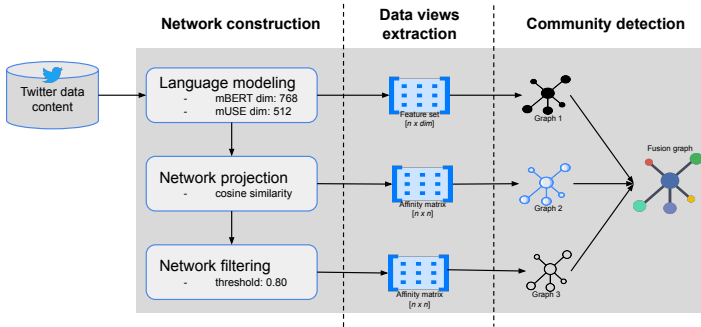 Network construction
Data views
extraction
Community detection
Twitter data
content
Language modeling
- mBERT dim: 768
- mUSE dim: 512
Feature set
[n x dim]
Graph 1
Fusion graph
Network projection
- cosine similarity
Affinity matrix
[n x n]
Graph 2
Network filtering
- threshold: 0.80
Affinity matrix
[n x n]
Graph 3